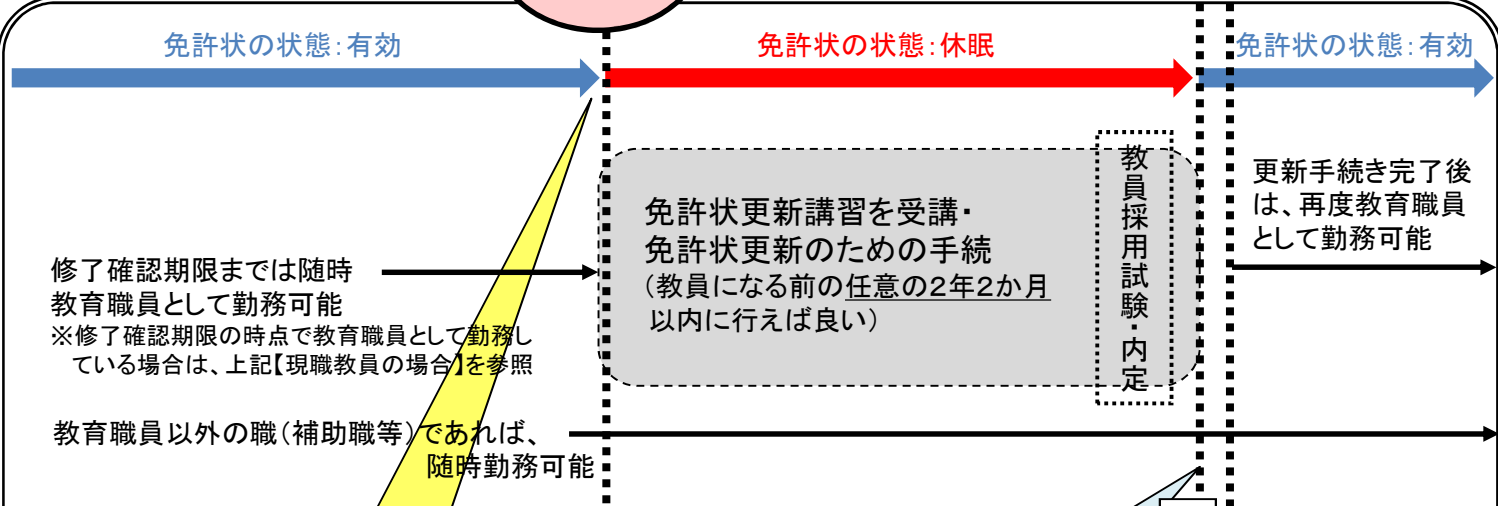 免許状の状態：有効
免許状の状態：休眠
免許状の状態：有効
免許状更新講習を受講・
免許状更新のための手続
（教員になる前の任意の２年２か月
以内に行えば良い）
教員採用試験・内定
更新手続き完了後
は、再度教育職員
として勤務可能
修了確認期限までは随時
教育職員として勤務可能
※修了確認期限の時点で教育職員として勤務し
ている場合は、上記【現職教員の場合】を参照
教育職員以外の職（補助職等）であれば、
随時勤務可能